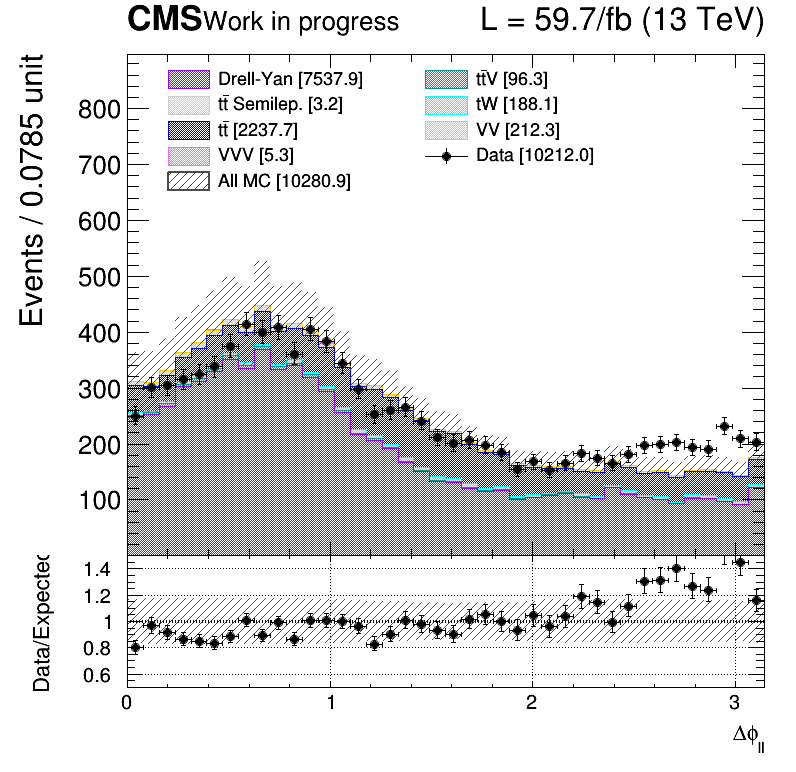 CMS Work in progress L = 59.7/fb (13 TeV)
Events / 0.0785 unit
800
700
600
500
400
300
200
100
Drell-Yan [7537.9]
tt̄ Semilep. [3.2]
tt̄ [2237.7]
VVV [5.3]
All MC [10280.9]
tt̄V [96.3]
tW [188.1]
VV [212.3]
Data [10212.0]
Data/Expected
1.4
1.2
1
0.8
0.6
0 1 2 3
Δϕ_ll